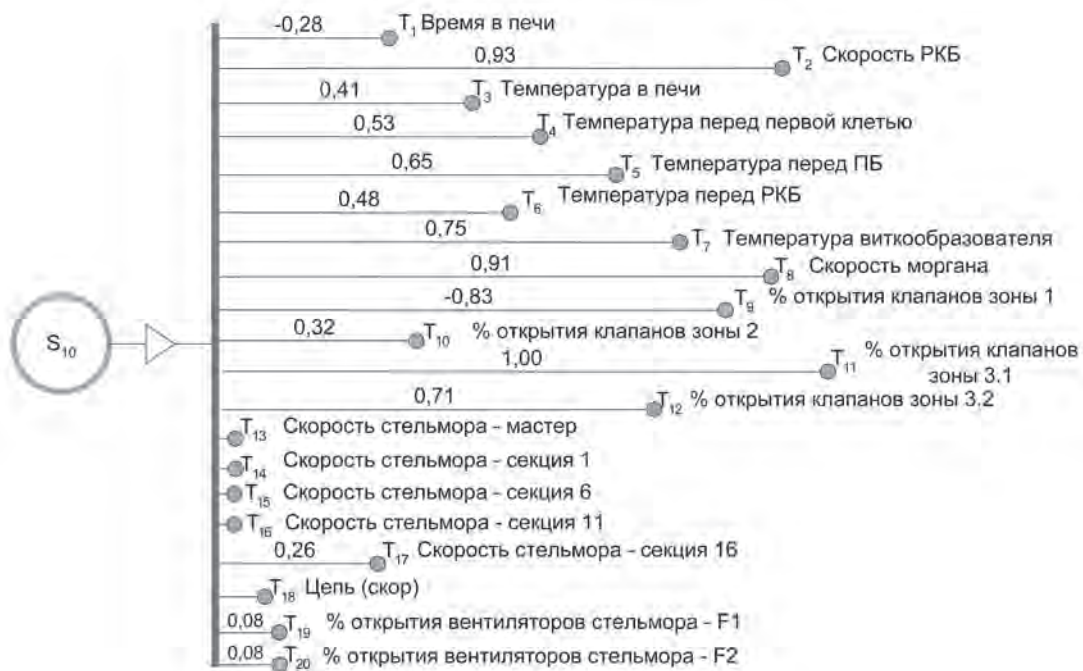 -0,28 T1 Время в печи
0,93 T2 Скорость РКБ
0,41 T3 Температура в печи
0,53 T4 Температура перед первой клетью
0,65 T5 Температура перед ПБ
0,48 T6 Температура перед РКБ
0,75 T7 Температура виткообразователя
0,91 T8 Скорость моргана
-0,83 T9 % открытия клапанов зоны 1
S10
0,32 T10 % открытия клапанов зоны 2
1,00 T11 % открытия клапанов
зоны 3.1
0,71 T12 % открытия клапанов зоны 3.2
T13 Скорость стельмора - мастер
T14 Скорость стельмора - секция 1
T15 Скорость стельмора - секция 6
T16 Скорость стельмора - секция 11
0,26 T17 Скорость стельмора - секция 16
T18 Цепь (скор)
0,08 T19 % открытия вентиляторов стельмора - F1
0,08 T20 % открытия вентиляторов стельмора - F2